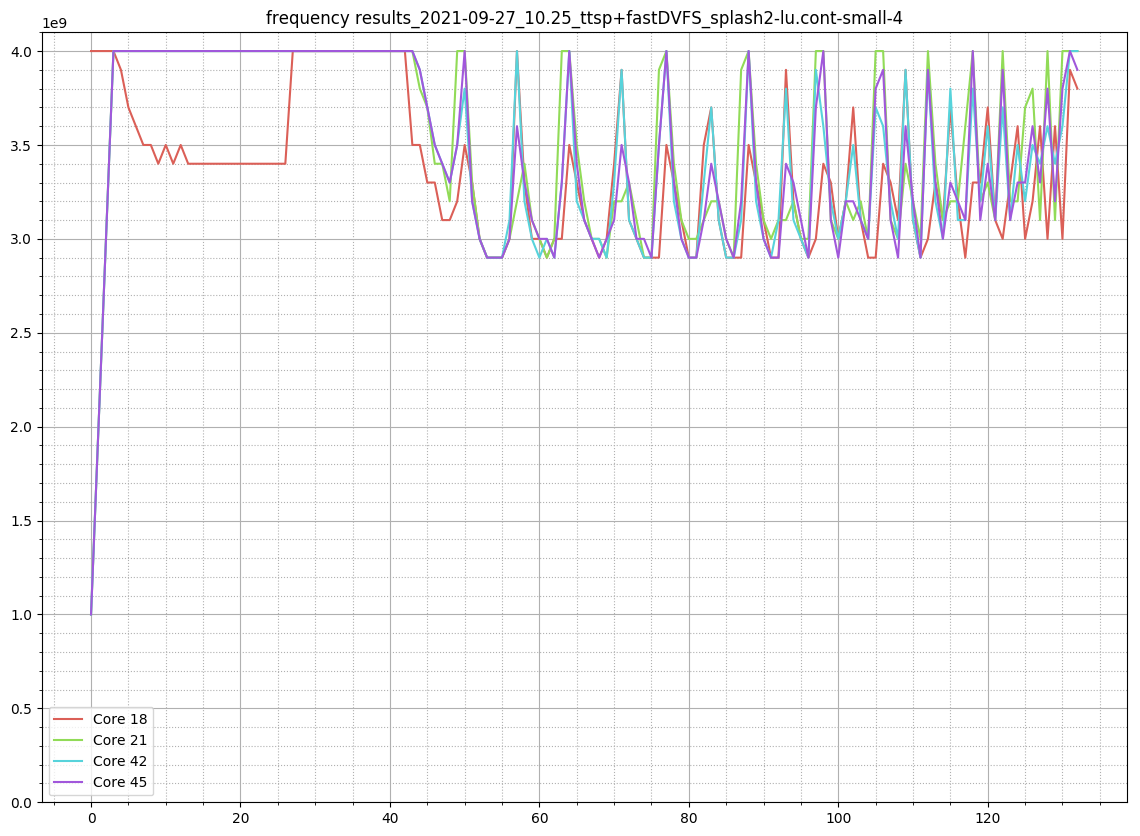 frequency results_2021-09-27_10.25_ttsp+fastDVFS_splash2-lu.cont-small-4
1e9
4.0
3.5
3.0
2.5
2.0
1.5
1.0
0.5
0.0
Core 18
Core 21
Core 42
Core 45
0 20 40 60 80 100 120